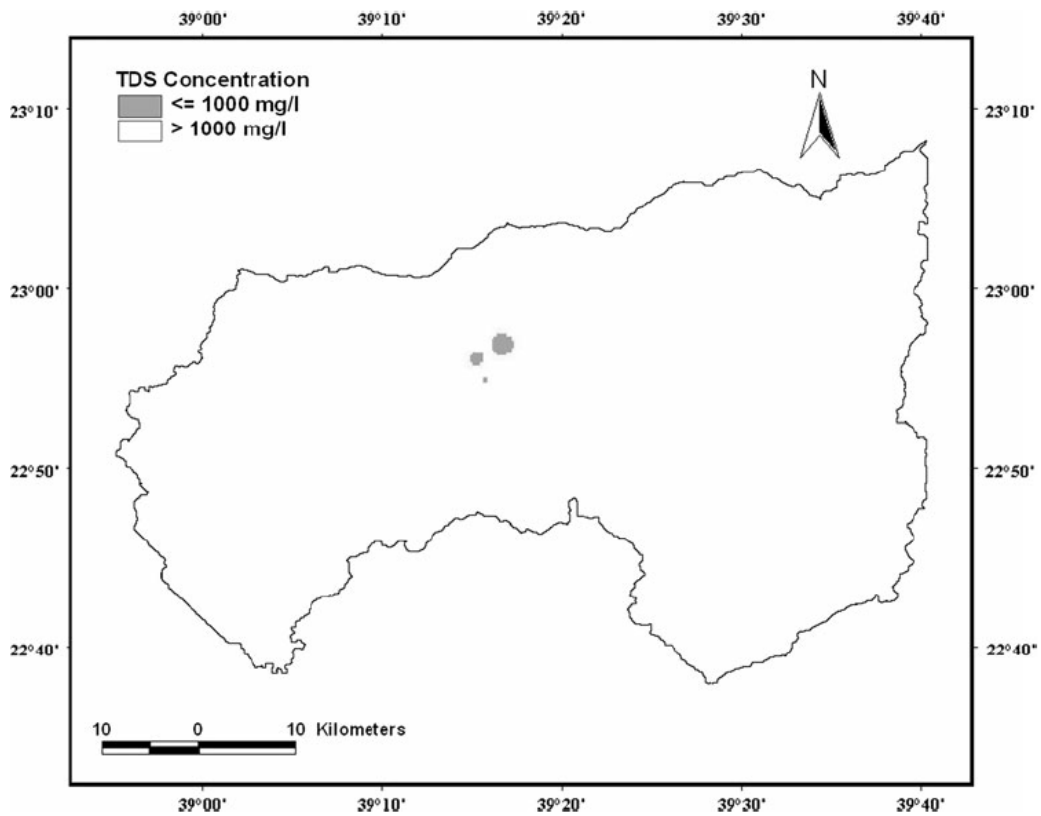 39°00' 39°10' 39°20' 39°30' 39°40'
TDS Concentration
<= 1000 mg/l
> 1000 mg/l
N
23°10' 23°10'
23°00' 23°00'
22°50' 22°50'
22°40' 22°40'
10 0 10 Kilometers
39°00' 39°10' 39°20' 39°30' 39°40'